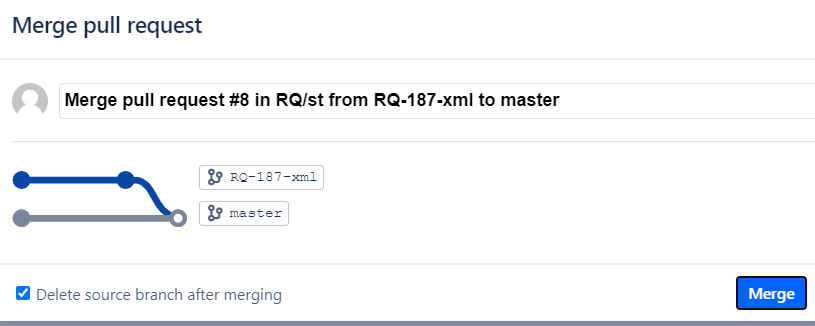 Merge pull request
Merge pull request #8 in RQ/st from RQ-187-xml to master
RQ-187-xml
master
Delete source branch after merging
Merge